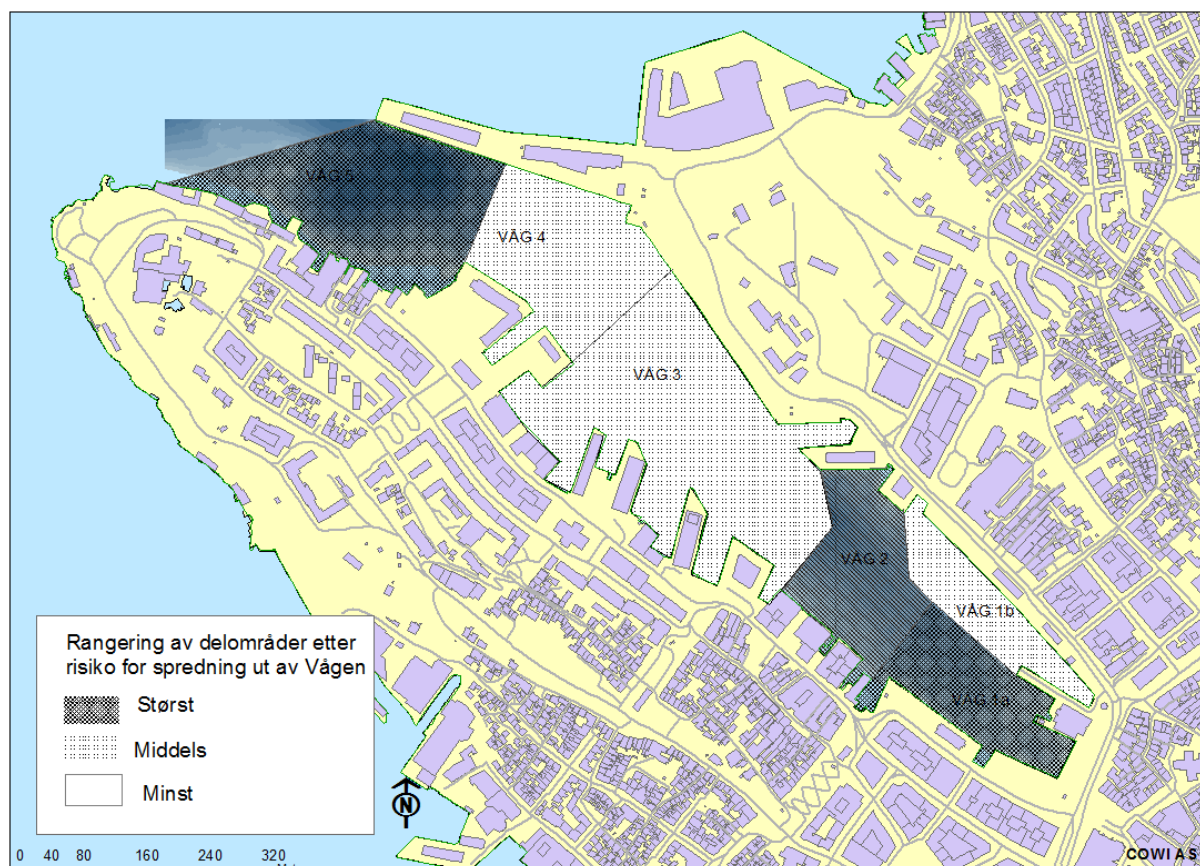 VÅG 5
VÅG 4
VÅG 3
VÅG 2
VÅG 1b
VÅG 1a
Rangering av delområder etter
risiko for spredning ut av Vågen
Størst
Middels
Minst
N
0 40 80 160 240 320
COWI AS